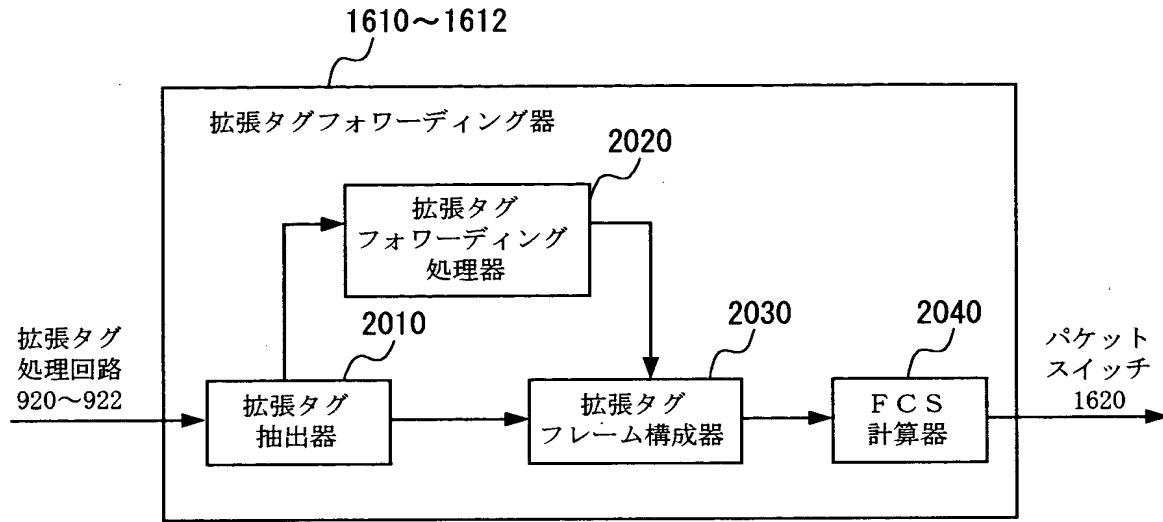 1610～1612
拡張タグフォワーディング器
2020
拡張タグ
フォワーディング
処理器
拡張タグ
処理回路
920～922
2010
拡張タグ
抽出器
2030
拡張タグ
フレーム構成器
2040
ＦＣＳ
計算器
パケット
スイッチ
1620